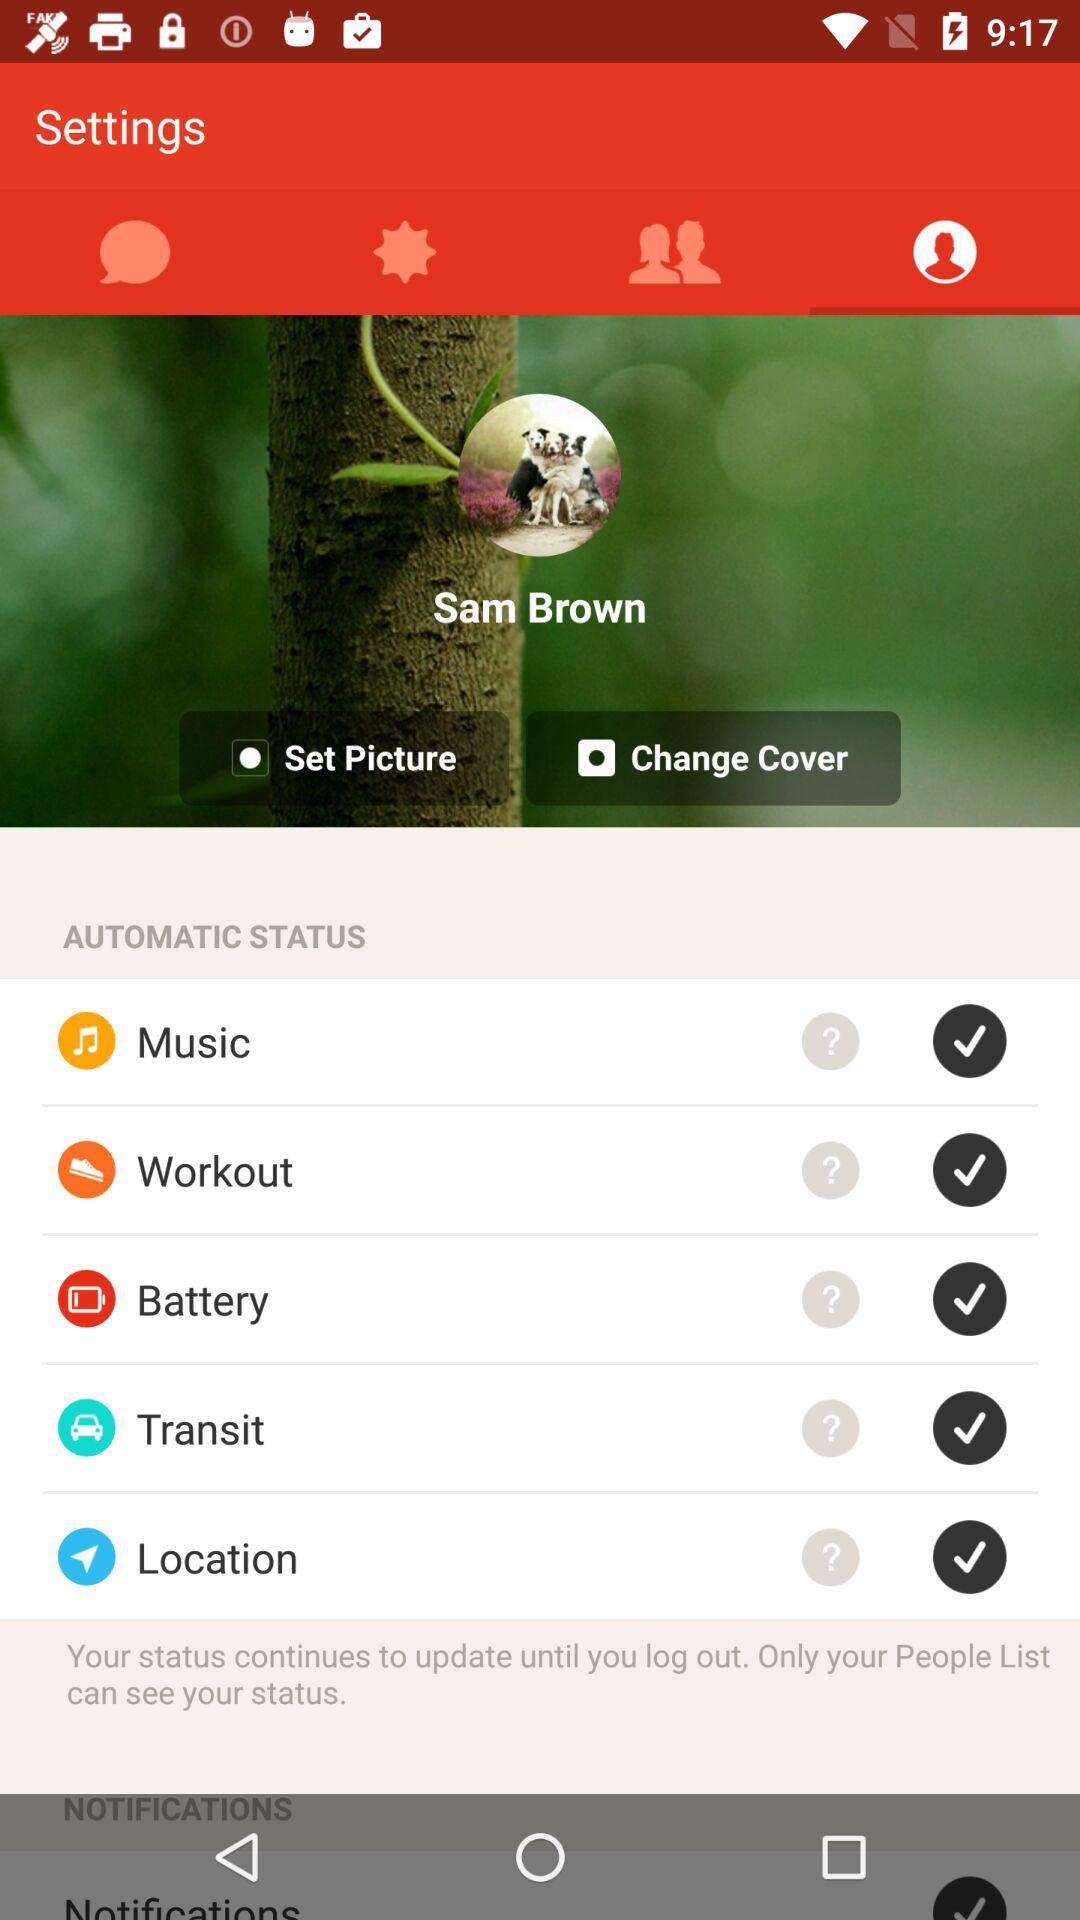 FAKE
9:17
Settings
Sam Brown
Set Picture
Change Cover
AUTOMATIC STATUS
Music ?
Workout ?
Battery ?
Transit ?
Location ?
Your status continues to update until you log out. Only your People List
can see your status.
NOTIFICATIONS
Notifications